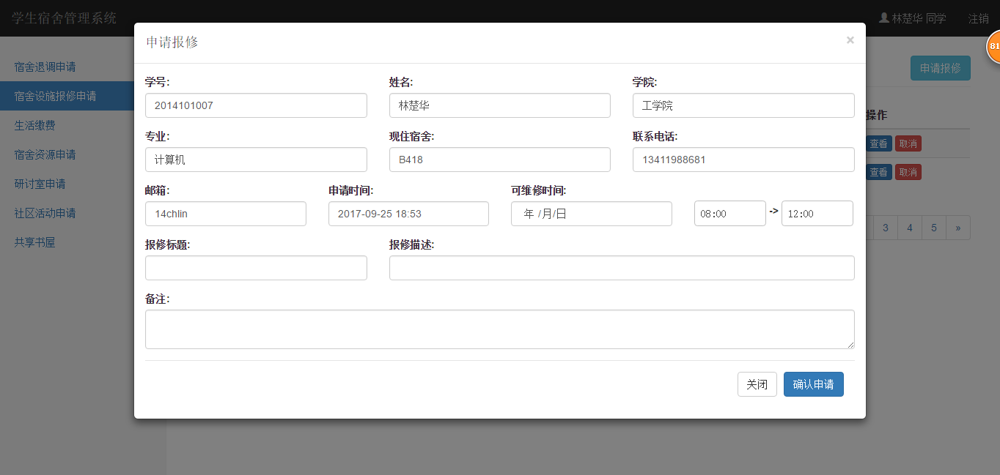 学生宿舍管理系统
林楚华 同学 注销
申请报修 ×
81
宿舍退调申请
申请报修
学号: 姓名: 学院:
宿舍设施报修申请
2014101007 林楚华 工学院
操作
生活缴费
专业: 现住宿舍: 联系电话:
查看 取消
宿舍资源申请
计算机 B418 13411988681
查看 取消
研讨室申请
邮箱: 申请时间: 可维修时间:
社区活动申请
14chlin 2017-09-25 18:53 年 /月/日 08:00 -> 12:00
3 4 5 »
共享书屋
报修标题: 报修描述:
备注:
关闭 确认申请